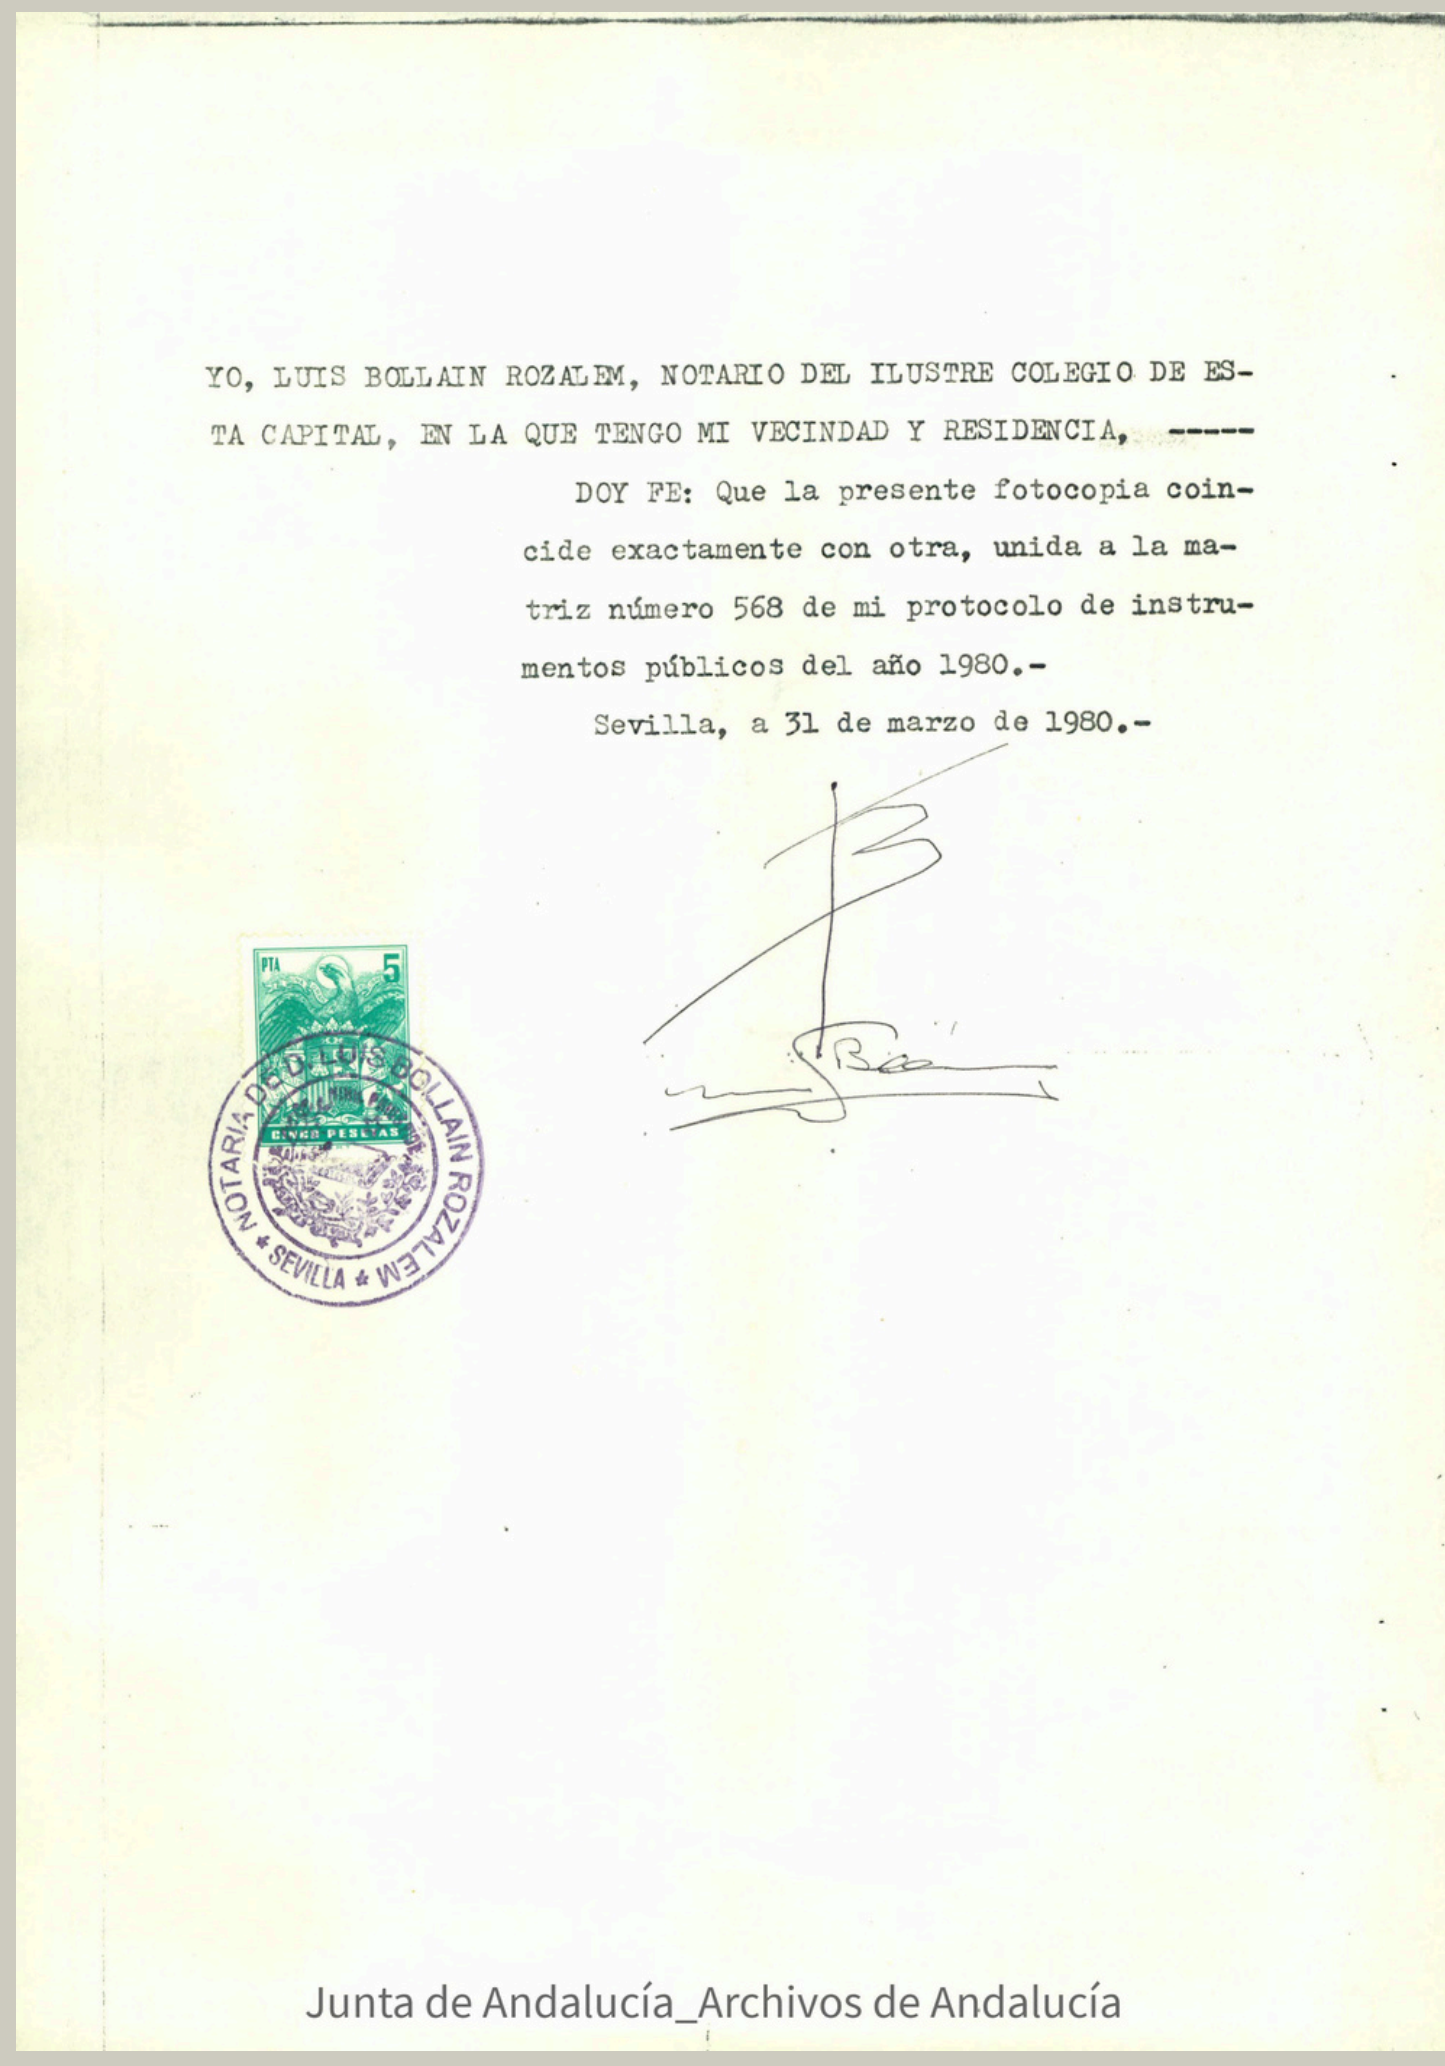 YO, LUIS BOLLAIN ROZALEM, NOTARIO DEL ILUSTRE COLEGIO DE ES-
TA CAPITAL, EN LA QUE TENGO MI VECINDAD Y RESIDENCIA, -----
DOY FE: Que la presente fotocopia coin-
cide exactamente con otra, unida a la ma-
triz número 568 de mi protocolo de instru-
mentos públicos del año 1980.-
Sevilla, a 31 de marzo de 1980.-
PTA 5
CINCO PESETAS
NOTARIA DE D. LUIS BOLLAIN ROZALEM
* SEVILLA *
Junta de Andalucía_Archivos de Andalucía